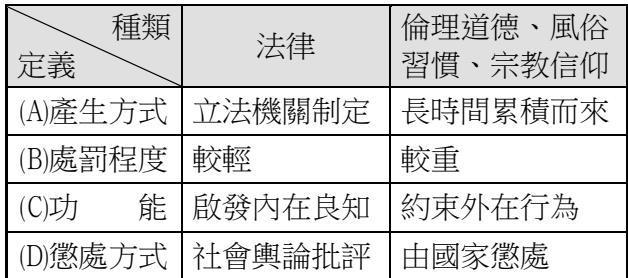 種類
定義
法律
倫理道德、風俗
習慣、宗教信仰
(A)產生方式 立法機關制定 長時間累積而來
(B)處罰程度 較輕 較重
(C)功 能 啟發內在良知 約束外在行為
(D)懲處方式 社會輿論批評 由國家懲處